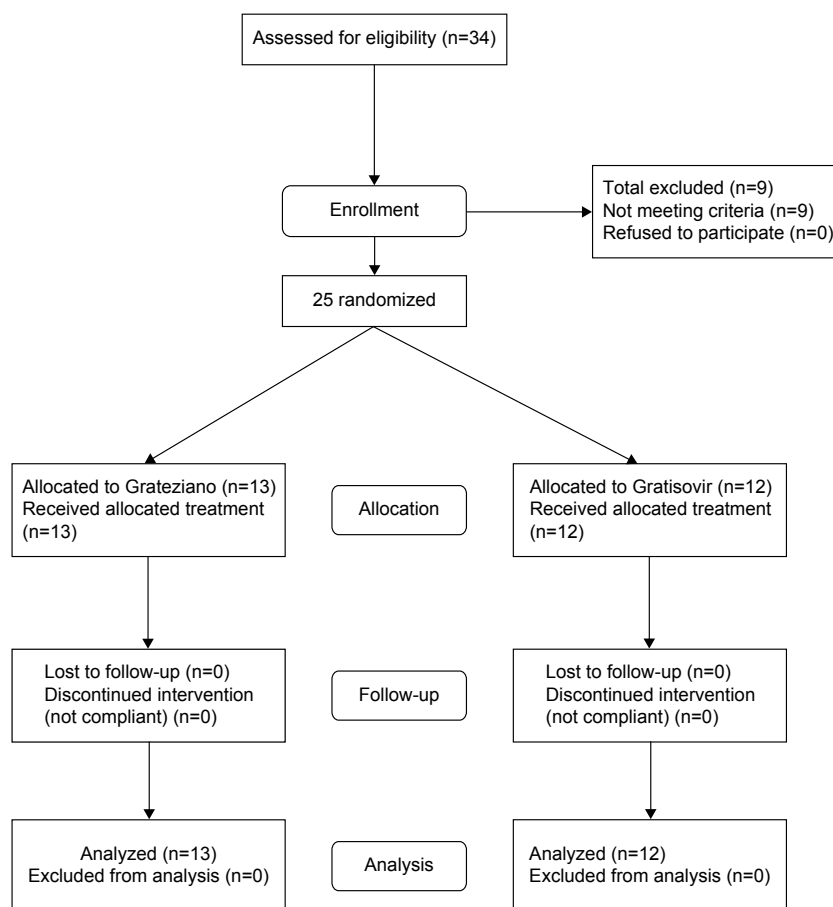 Assessed for eligibility (n=34)
Total excluded (n=9)
Not meeting criteria (n=9)
Refused to participate (n=0)
Enrollment
25 randomized
Allocated to Grateziano (n=13)
Received allocated treatment
(n=13)
Allocation
Allocated to Gratisovir (n=12)
Received allocated treatment
(n=12)
Lost to follow-up (n=0)
Discontinued intervention
(not compliant) (n=0)
Follow-up
Lost to follow-up (n=0)
Discontinued intervention
(not compliant) (n=0)
Analyzed (n=13)
Excluded from analysis (n=0)
Analysis
Analyzed (n=12)
Excluded from analysis (n=0)